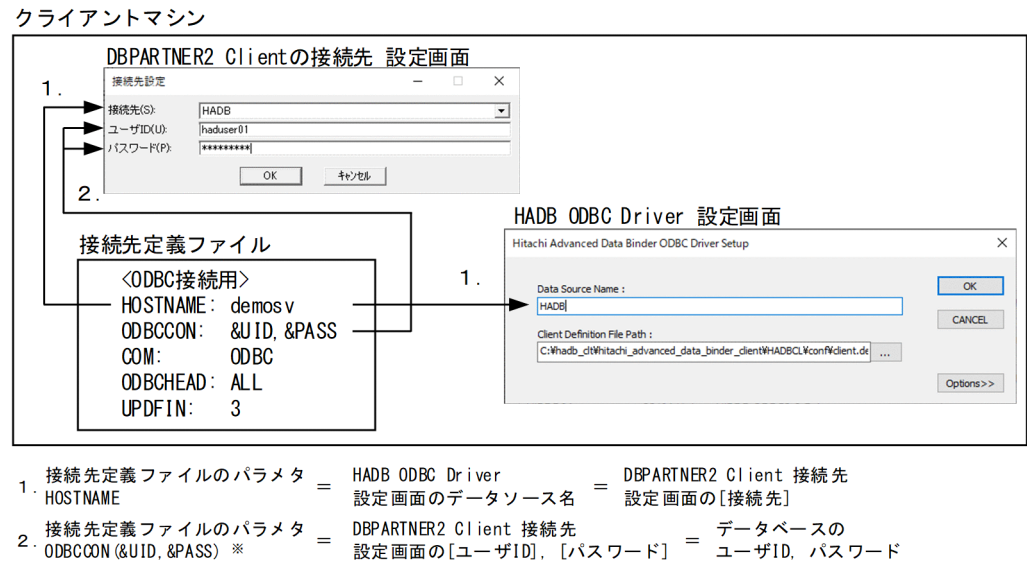 クライアントマシン
DBPARTNER2 Clientの接続先 設定画面
1.
接続先設定
接続先(S):
HADB
ユーザID(U):
haduser01
パスワード(P):
*********
OK
キャンセル
2.
HADB ODBC Driver 設定画面
接続先定義ファイル
Hitachi Advanced Data Binder ODBC Driver Setup
<ODBC接続用>
HOSTNAME: demosv
ODBCCON: &UID,&PASS
COM: ODBC
ODBCHEAD: ALL
UPDFIN: 3
1.
Data Source Name :
HADB
OK
CANCEL
Client Definition File Path :
C:¥hadb_clt¥hitachi_advanced_data_binder_client¥HADBCL¥conf¥client.de
...
Options>>
1. 接続先定義ファイルのパラメタ = HADB ODBC Driver = DBPARTNER2 Client 接続先
HOSTNAME 設定画面のデータソース名 設定画面の[接続先]
2. 接続先定義ファイルのパラメタ = DBPARTNER2 Client 接続先 = データベースの
ODBCCON(&UID,&PASS) ※ 設定画面の[ユーザID],[パスワード] ユーザID, パスワード